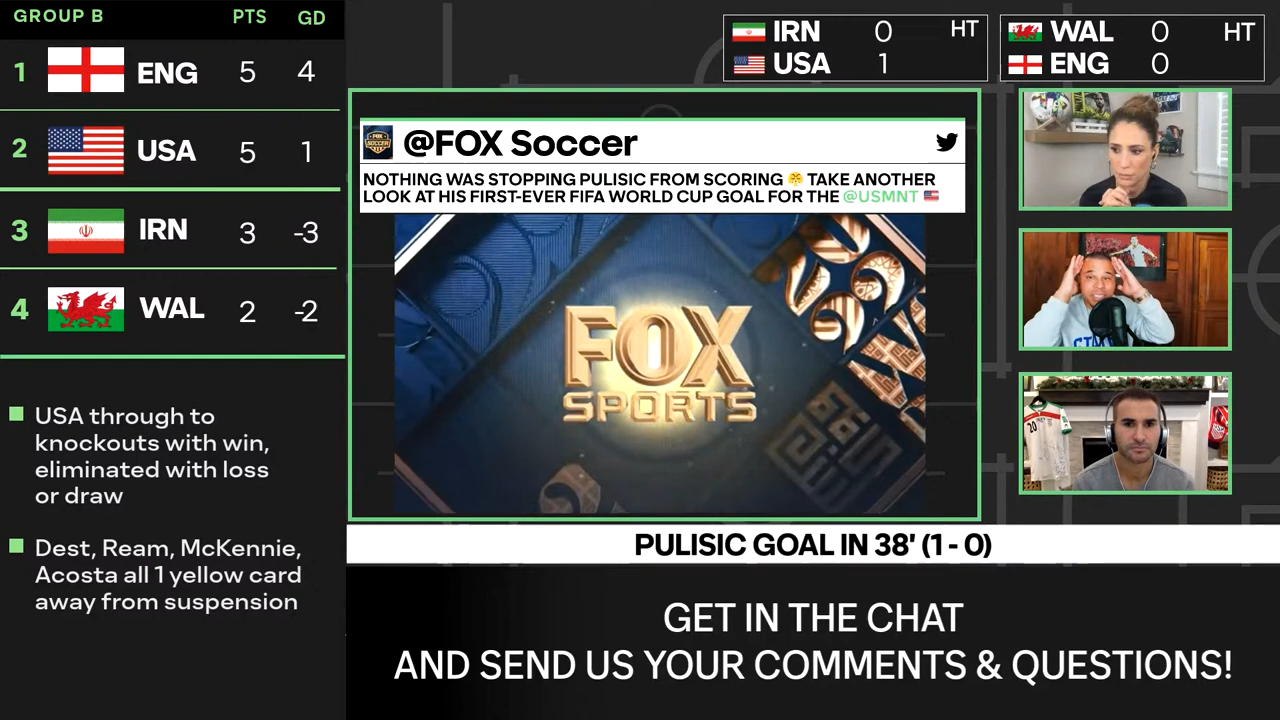 GROUP B PTS GD
1 ENG 5 4
2 USA 5 1
3 IRN 3 -3
4 WAL 2 -2
USA through to
knockouts with win,
eliminated with loss
or draw
Dest, Ream, McKennie,
Acosta all 1 yellow card
away from suspension
IRN 0 HT
USA 1
WAL 0 HT
ENG 0
@FOX Soccer
NOTHING WAS STOPPING PULISIC FROM SCORING 😤 TAKE ANOTHER
LOOK AT HIS FIRST-EVER FIFA WORLD CUP GOAL FOR THE @USMNT 🇺🇸
FOX
SPORTS
20
PULISIC GOAL IN 38' (1 - 0)
GET IN THE CHAT
AND SEND US YOUR COMMENTS & QUESTIONS!